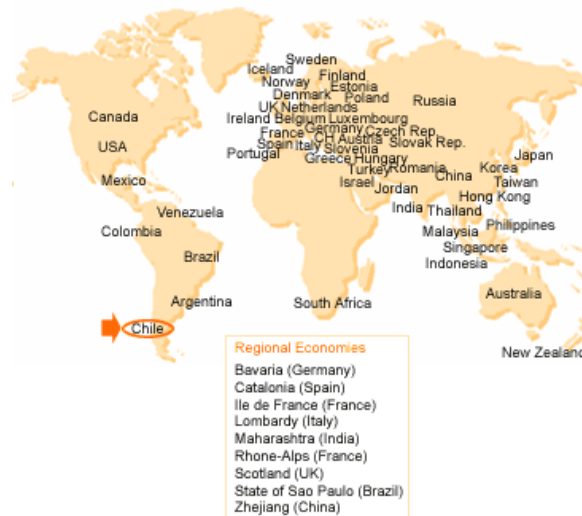 Sweden
Iceland
Finland
Norway
Estonia
Denmark
Poland
Russia
UK Netherlands
Canada
Ireland Belgium Luxembourg
Germany
France
Czech Rep.
CH Austria
USA
Spain
Italy
Slovak Rep.
Slovenia
Portugal
Greece Hungary
Japan
Turkey
Romania
Korea
China
Mexico
Israel
Taiwan
Jordan
Hong Kong
India
Thailand
Venezuela
Philippines
Colombia
Malaysia
Singapore
Brazil
Indonesia
Australia
Argentina
South Africa
Chile
New Zealand
Regional Economies
Bavaria (Germany)
Catalonia (Spain)
Ile de France (France)
Lombardy (Italy)
Maharashtra (India)
Rhone-Alps (France)
Scotland (UK)
State of Sao Paulo (Brazil)
Zhejiang (China)